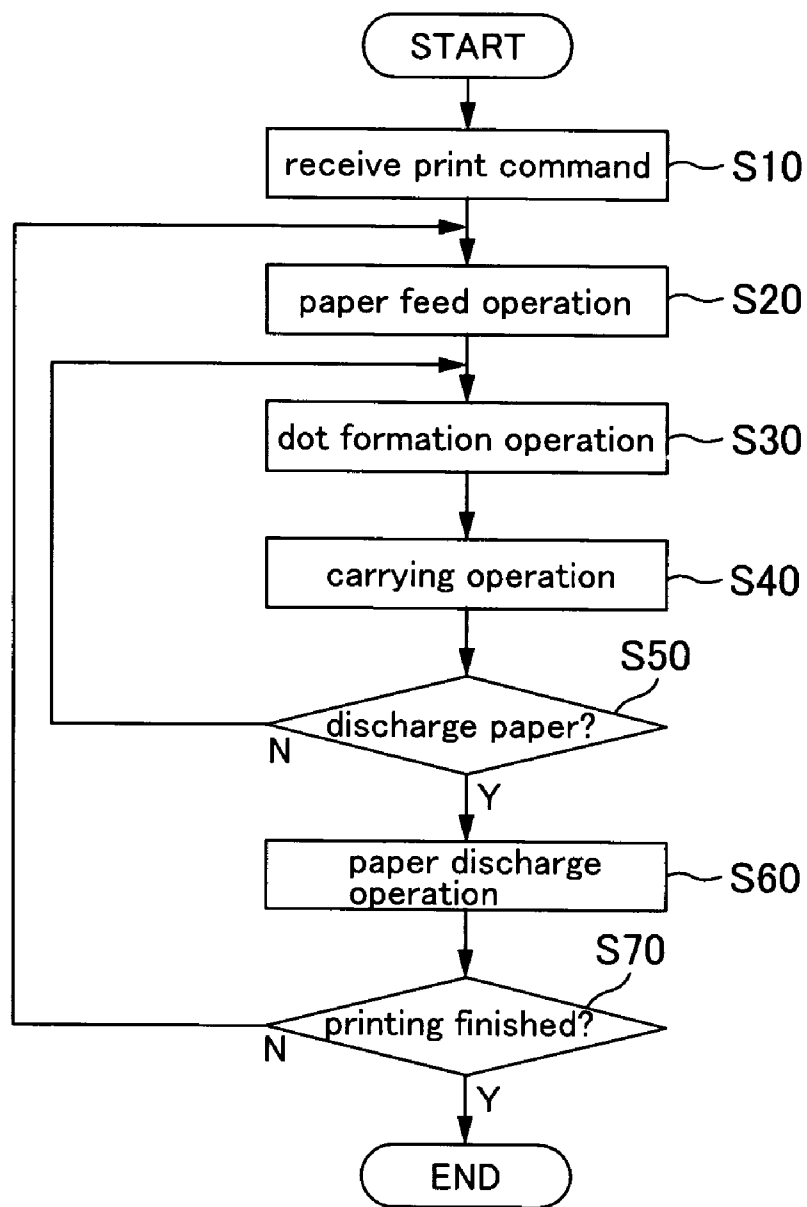 START
receive print command
S10
paper feed operation
S20
dot formation operation
S30
carrying operation
S40
S50
discharge paper?
N
Y
paper discharge
operation
S60
S70
printing finished?
N
Y
END